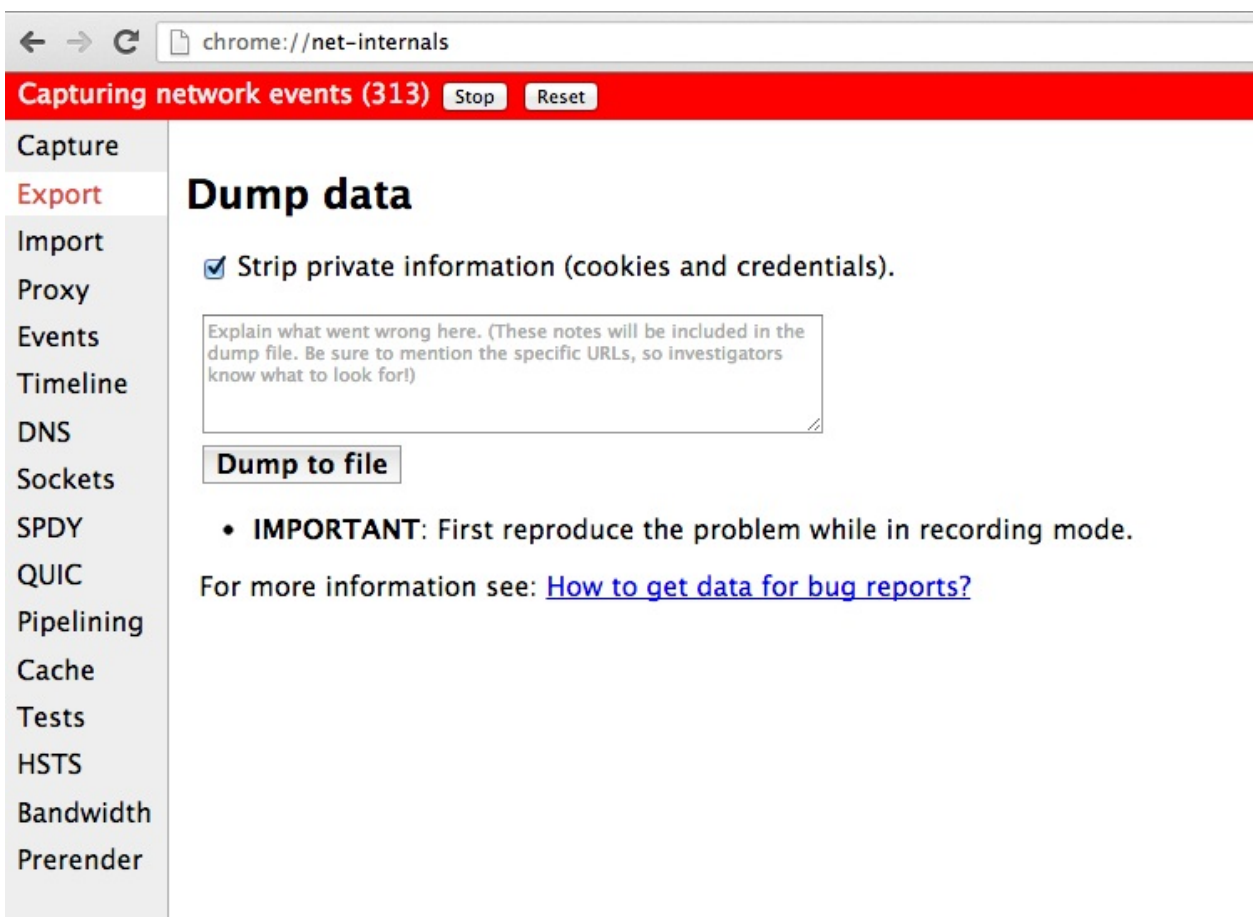 chrome://net-internals
Capturing network events (313) Stop Reset
Capture
Export
Import
Proxy
Events
Timeline
DNS
Sockets
SPDY
QUIC
Pipelining
Cache
Tests
HSTS
Bandwidth
Prerender
Dump data
Strip private information (cookies and credentials).
Explain what went wrong here. (These notes will be included in the
dump file. Be sure to mention the specific URLs, so investigators
know what to look for!)
Dump to file
• IMPORTANT: First reproduce the problem while in recording mode.
For more information see: How to get data for bug reports?